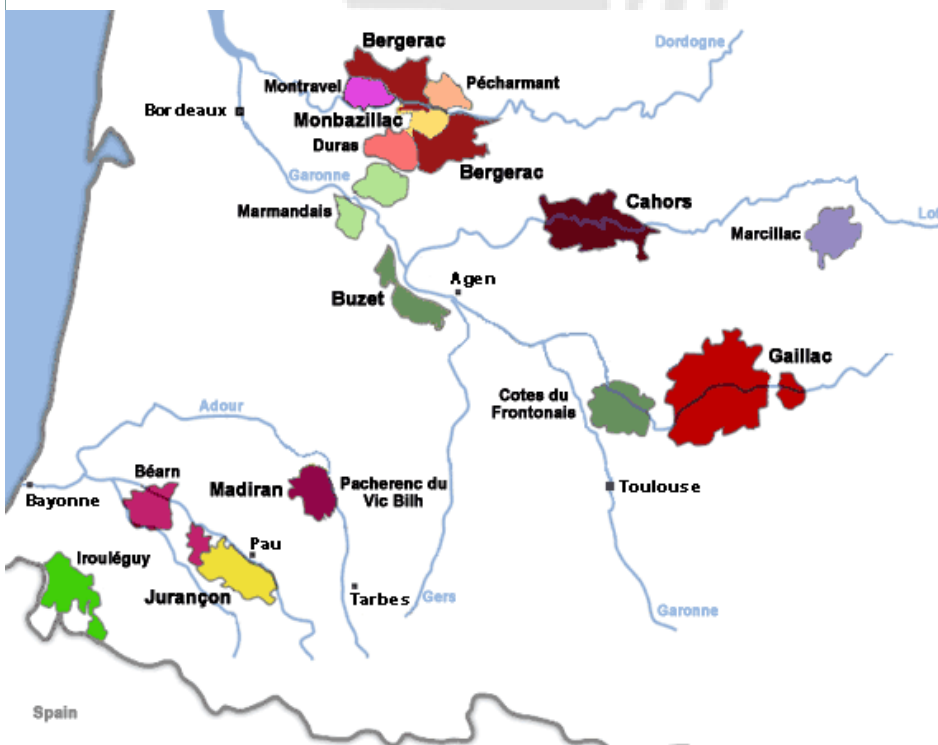 Bergerac
Dordogne
Montravel
Pécharmant
Bordeaux
Monbazillac
Duras
Bergerac
Garonne
Marmandais
Cahors
Lot
Marcillac
Agen
Buzet
Gaillac
Cotes du
Frontonais
Adour
Béarn
Madiran
Pacherenc du
Vic Bilh
Toulouse
Bayonne
Pau
Irouléguy
Jurançon
Tarbes
Gers
Garonne
Spain